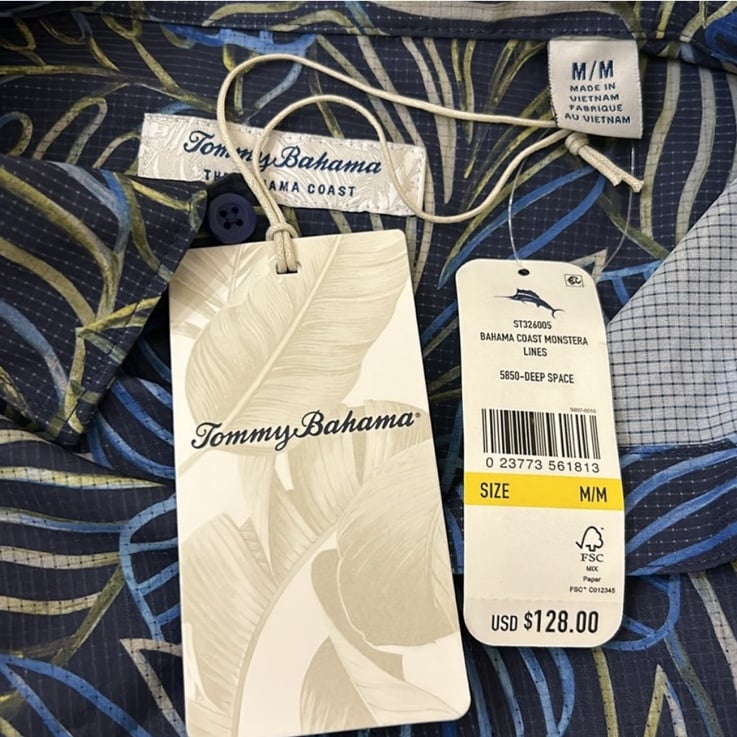 M/M
MADE IN
VIETNAM
FABRIQUE
AU VIETNAM
Tommy Bahama
THE BAHAMA COAST
Tommy Bahama®
ST326005
BAHAMA COAST MONSTERA
LINES
5850-DEEP SPACE
0 23773 561813
SIZE M/M
FSC
MIX
Paper
FSC® C012345
USD $128.00